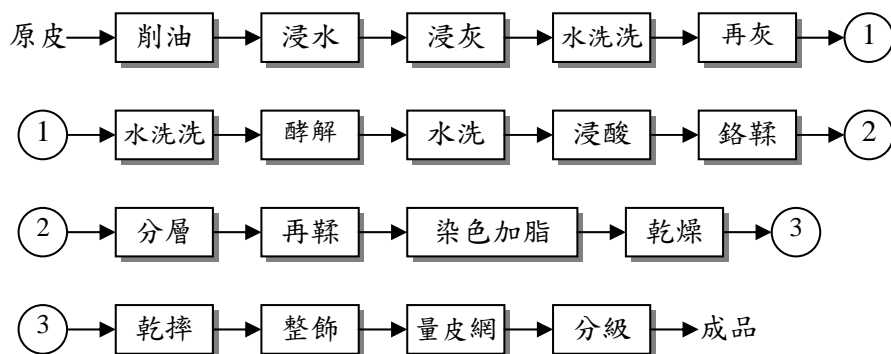 原皮 削油 浸水 浸灰 水洗洗 再灰 1
1 水洗洗 酵解 水洗 浸酸 鉻鞣 2
2 分層 再鞣 染色加脂 乾燥 3
3 乾摔 整飾 量皮網 分級 成品